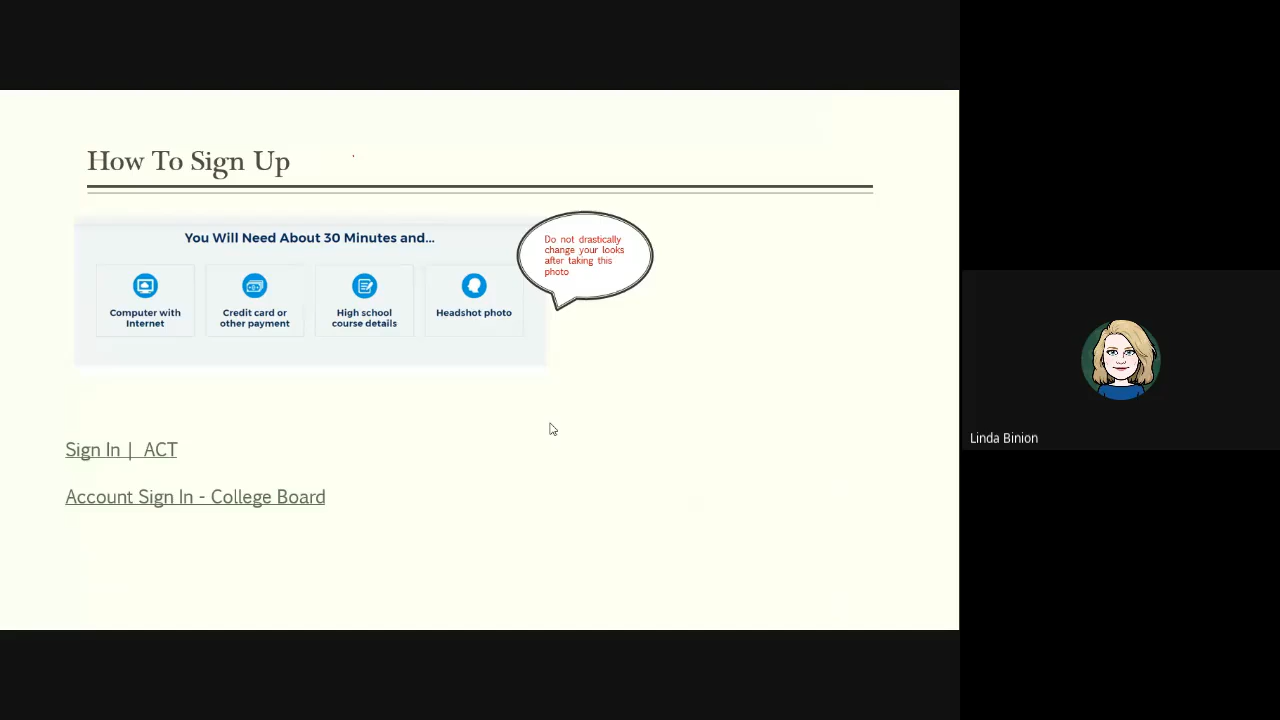 How To Sign Up
You Will Need About 30 Minutes and...
Do not drastically
change your looks
after taking this
photo
Computer with
Internet
Credit card or
other payment
High school
course details
Headshot photo
Sign In | ACT
Account Sign In - College Board
Linda Binion